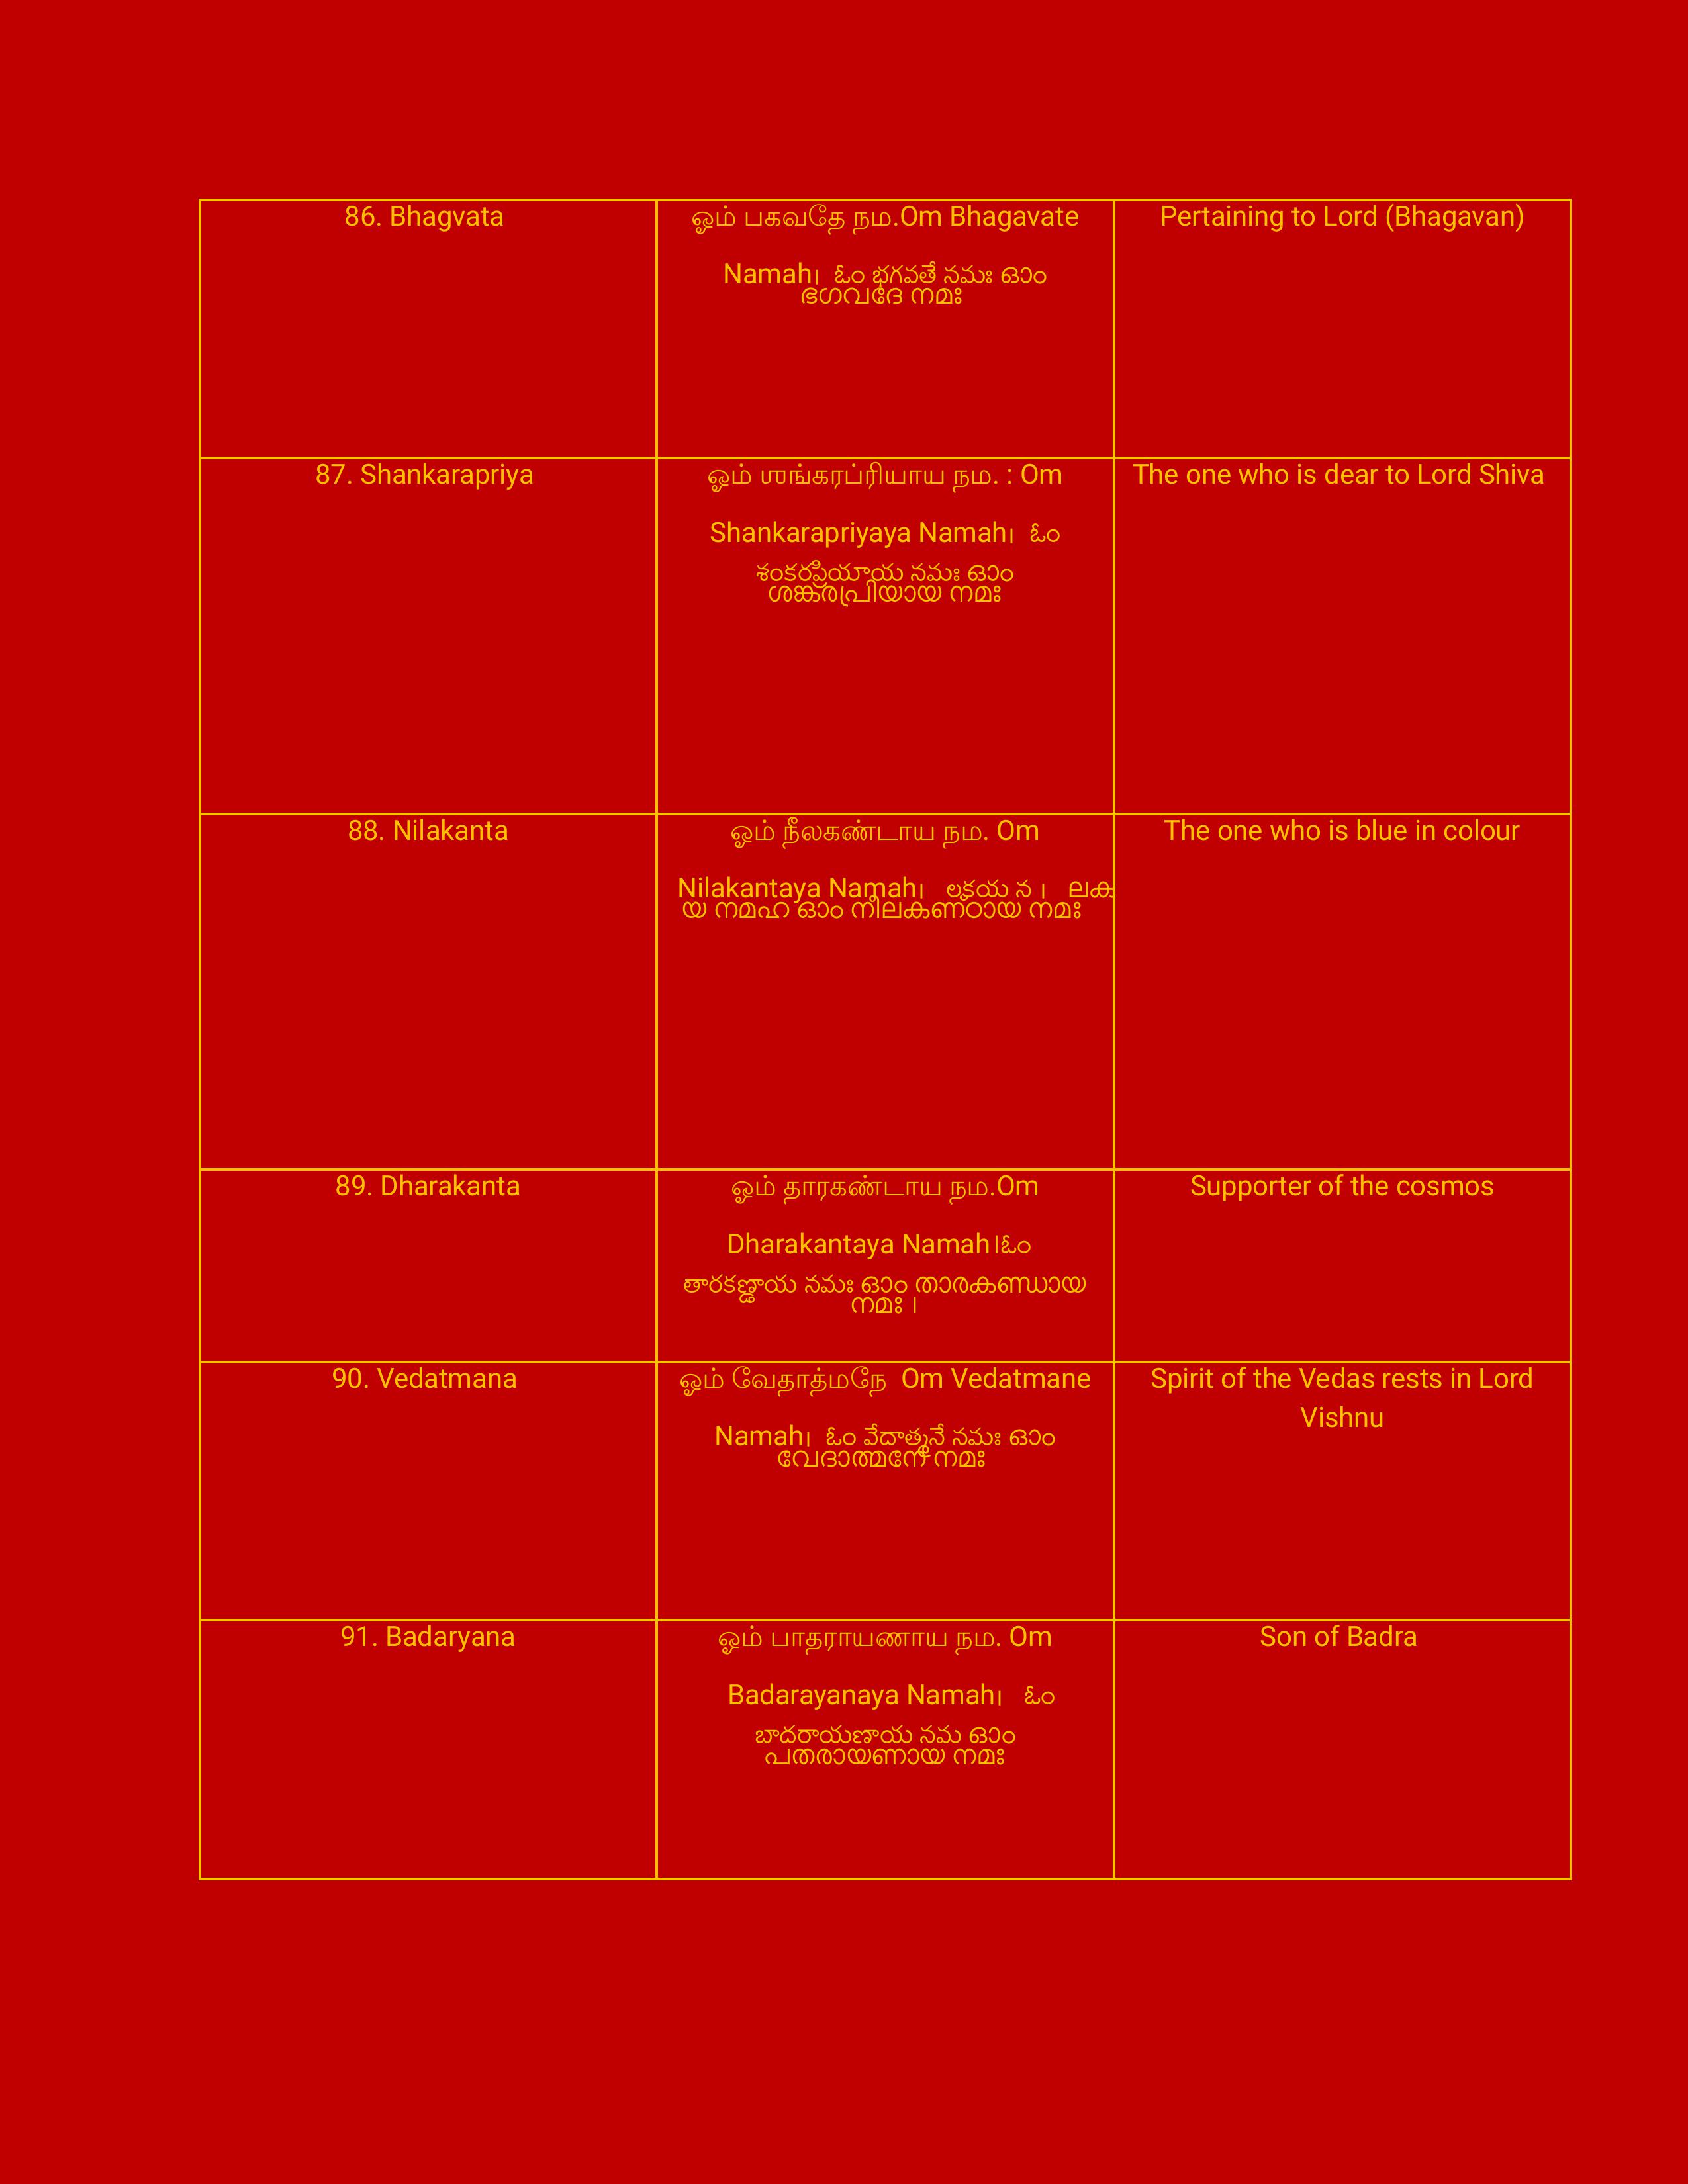 86. Bhagvata
ஓம் பகவதே நம.Om Bhagavate
Namah। ఓం భగవతే నమః ഓം
ഭഗവദേ നമഃ
Pertaining to Lord (Bhagavan)
87. Shankarapriya
ஓம் ஶங்கரப்ரியாய நம. : Om
Shankarapriyaya Namah। ఓం
శంకరప్రియాయ నమః ഓം
ശങ്കരപ്രിയായ നമഃ
The one who is dear to Lord Shiva
88. Nilakanta
ஓம் நீலகண்டாய நம. Om
Nilakantaya Namah। లకయ న । ലക
യ നമഹ ഓം നീലകണ്ഠായ നമഃ
The one who is blue in colour
89. Dharakanta
ஓம் தாரகண்டாய நம.Om
Dharakantaya Namah।ఓం
తారకణ్డాయ నమః ഓം താരകണ്ഡായ
നമഃ ।
Supporter of the cosmos
90. Vedatmana
ஓம் வேதாத்மநே Om Vedatmane
Namah। ఓం వేదాత్మనే నమః ഓം
വേദാത്മനേ നമഃ
Spirit of the Vedas rests in Lord
Vishnu
91. Badaryana
ஓம் பாதராயணாய நம. Om
Badarayanaya Namah। ఓం
బాదరాయణాయ నమ ഓം
പതരായണായ നമഃ
Son of Badra